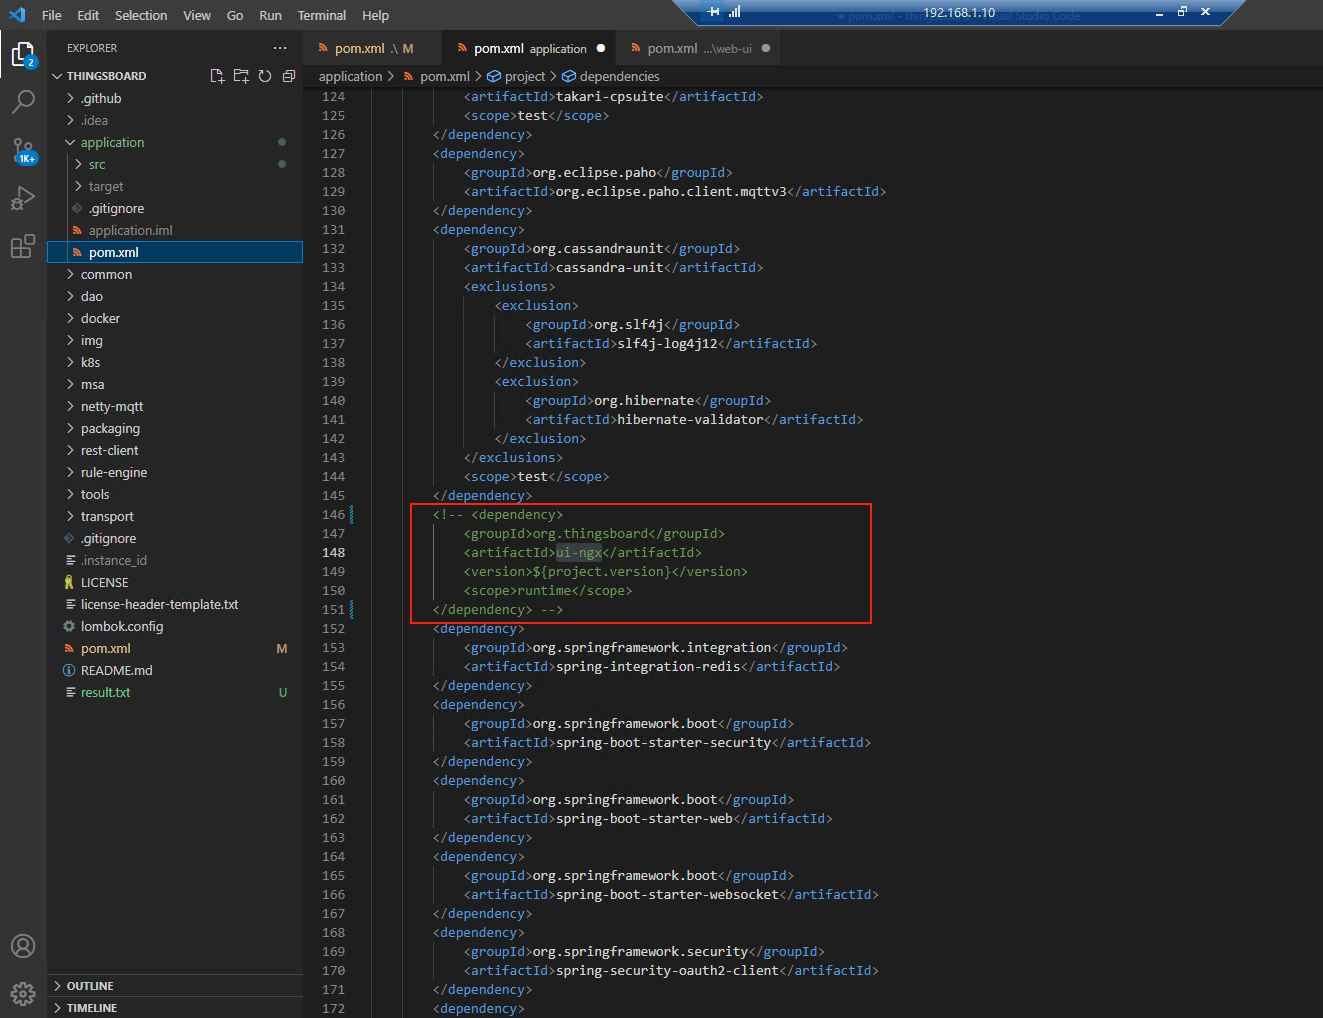 File Edit Selection View Go Run Terminal Help
192.168.1.10
EXPLORER
pom.xml .\ M
pom.xml application
pom.xml ...\web-ui
THINGSBOARD
application > pom.xml > project > dependencies
.github
.idea
application
src
target
.gitignore
application.iml
pom.xml
common
dao
docker
img
k8s
msa
netty-mqtt
packaging
rest-client
rule-engine
tools
transport
.gitignore
.instance_id
LICENSE
license-header-template.txt
lombok.config
pom.xml M
README.md
result.txt U
OUTLINE
TIMELINE
2
1K+
124 <artifactId>takari-cpsuite</artifactId>
125 <scope>test</scope>
126 </dependency>
127 <dependency>
128 <groupId>org.eclipse.paho</groupId>
129 <artifactId>org.eclipse.paho.client.mqttv3</artifactId>
130 </dependency>
131 <dependency>
132 <groupId>org.cassandraunit</groupId>
133 <artifactId>cassandra-unit</artifactId>
134 <exclusions>
135 <exclusion>
136 <groupId>org.slf4j</groupId>
137 <artifactId>slf4j-log4j12</artifactId>
138 </exclusion>
139 <exclusion>
140 <groupId>org.hibernate</groupId>
141 <artifactId>hibernate-validator</artifactId>
142 </exclusion>
143 </exclusions>
144 <scope>test</scope>
145 </dependency>
146 <!-- <dependency>
147 <groupId>org.thingsboard</groupId>
148 <artifactId>ui-ngx</artifactId>
149 <version>${project.version}</version>
150 <scope>runtime</scope>
151 </dependency> -->
152 <dependency>
153 <groupId>org.springframework.integration</groupId>
154 <artifactId>spring-integration-redis</artifactId>
155 </dependency>
156 <dependency>
157 <groupId>org.springframework.boot</groupId>
158 <artifactId>spring-boot-starter-security</artifactId>
159 </dependency>
160 <dependency>
161 <groupId>org.springframework.boot</groupId>
162 <artifactId>spring-boot-starter-web</artifactId>
163 </dependency>
164 <dependency>
165 <groupId>org.springframework.boot</groupId>
166 <artifactId>spring-boot-starter-websocket</artifactId>
167 </dependency>
168 <dependency>
169 <groupId>org.springframework.security</groupId>
170 <artifactId>spring-security-oauth2-client</artifactId>
171 </dependency>
172 <dependency>